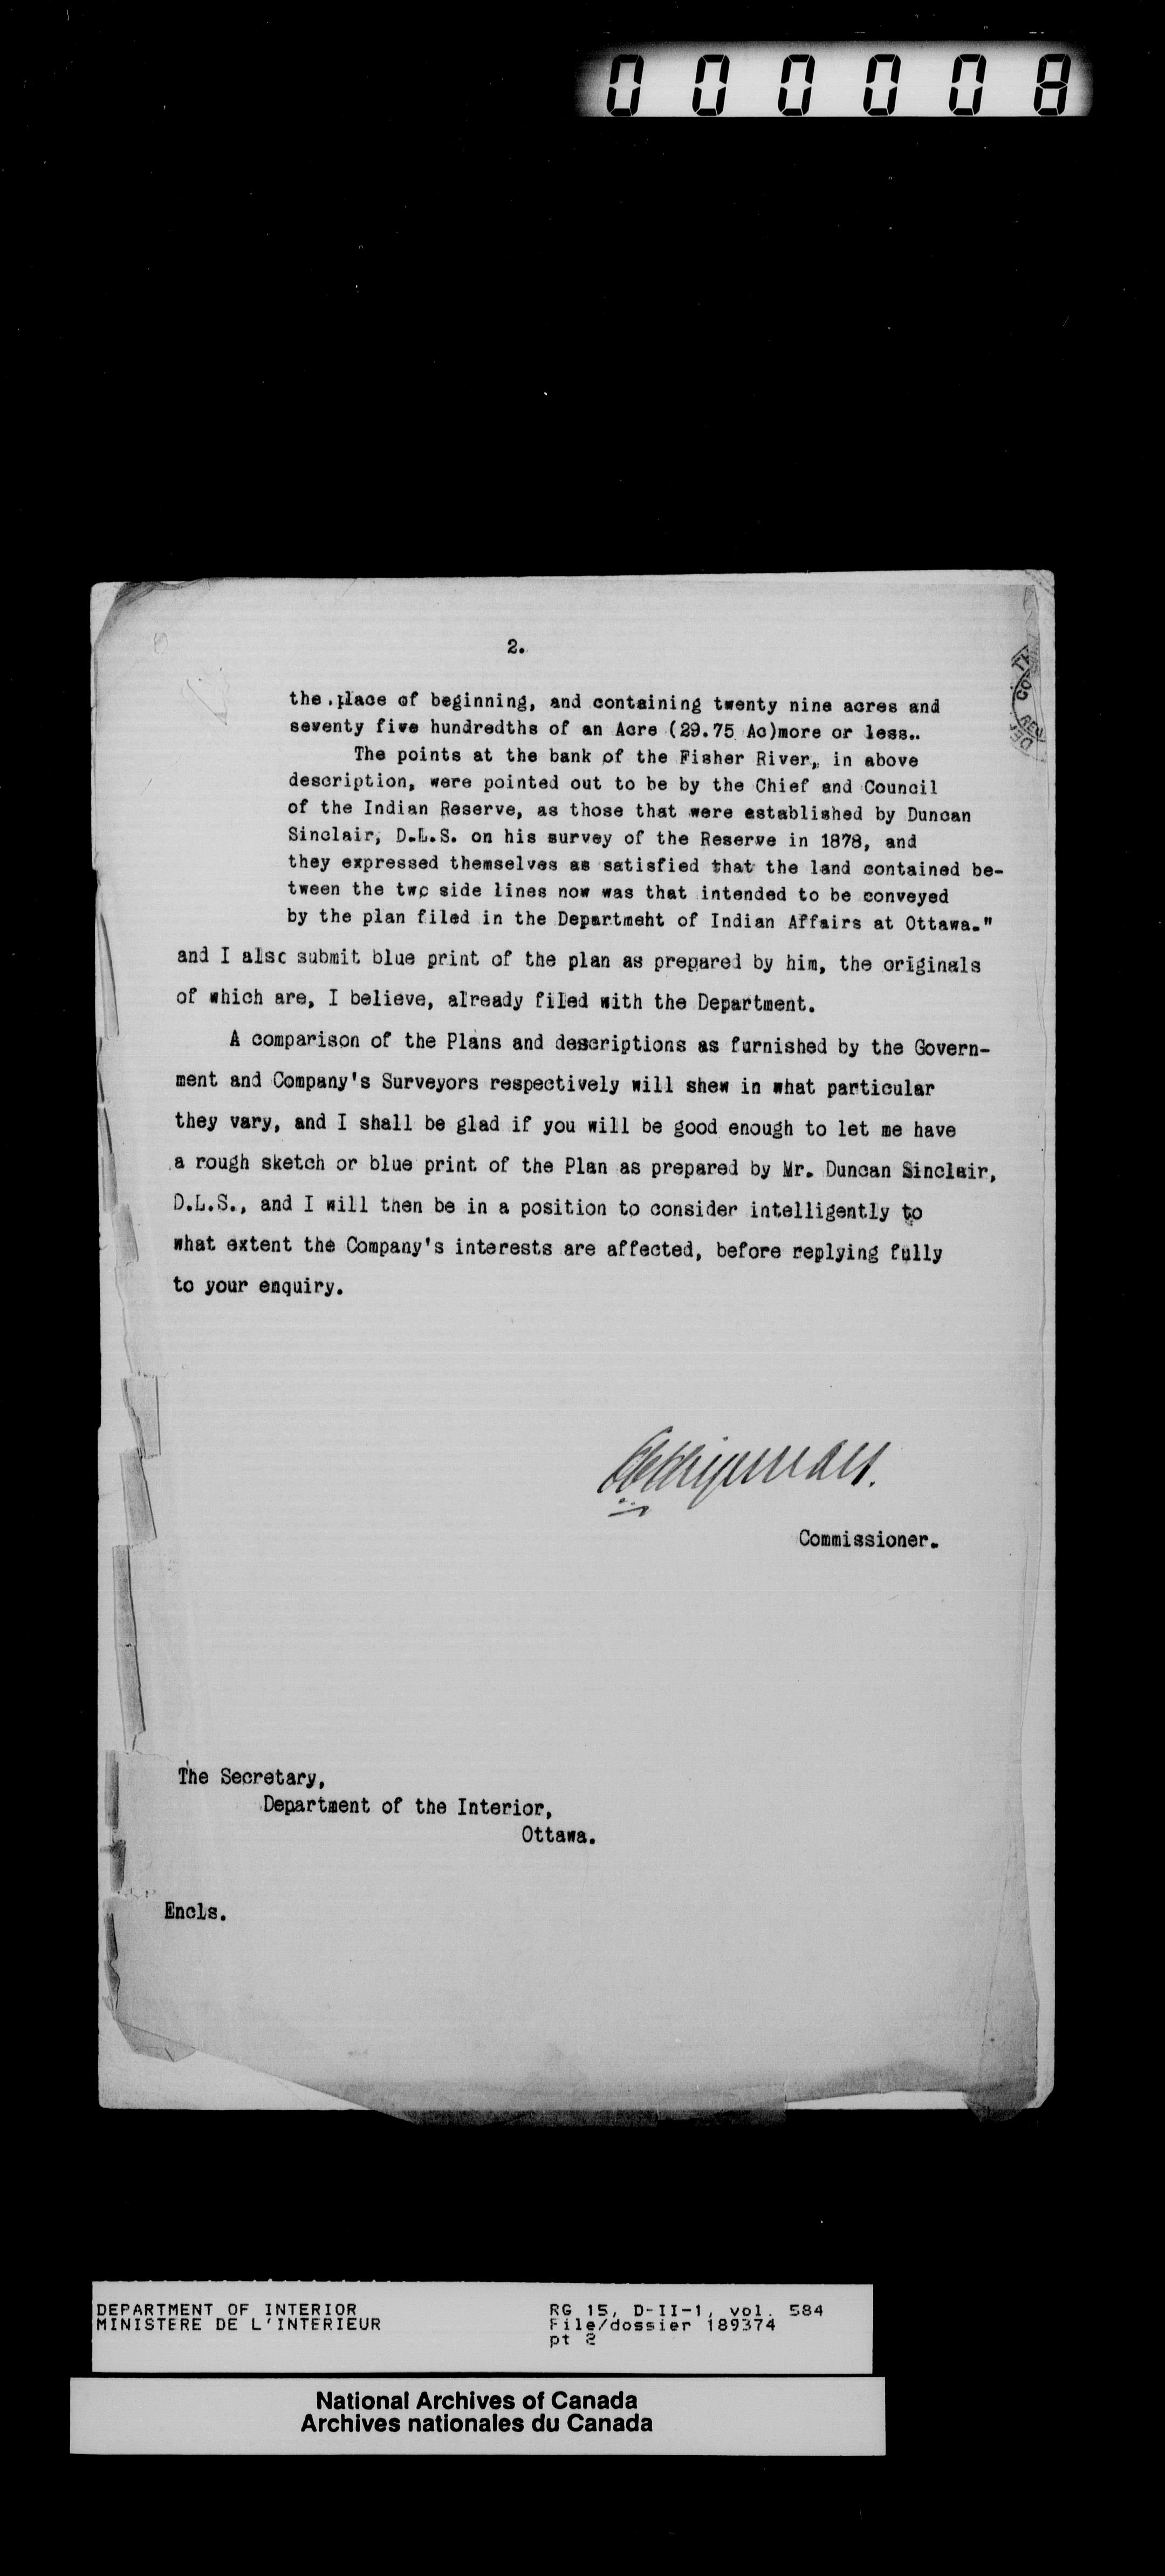 000008
2.
the place of beginning, and containing twenty nine acres and
seventy five hundredths of an Acre (29.75 Ac)more or less..
The points at the bank of the Fisher River, in above
description, were pointed out to be by the Chief and Council
of the Indian Reserve, as those that were established by Duncan
Sinclair, D.L.S. on his survey of the Reserve in 1878, and
they expressed themselves as satisfied that the land contained be-
tween the two side lines now was that intended to be conveyed
by the plan filed in the Departmeht of Indian Affairs at Ottawa."
and I also submit blue print of the plan as prepared by him, the originals
of which are, I believe, already filed with the Department.
A comparison of the Plans and descriptions as furnished by the Govern-
ment and Company's Surveyors respectively will shew in what particular
they vary, and I shall be glad if you will be good enough to let me have
a rough sketch or blue print of the Plan as prepared by Mr. Duncan Sinclair,
D.L.S., and I will then be in a position to consider intelligently to
what extent the Company's interests are affected, before replying fully
to your enquiry.
Commissioner.
The Secretary,
Department of the Interior,
Ottawa.
Encls.
DEPARTMENT OF INTERIOR
MINISTERE DE L'INTERIEUR
RG 15, D-II-1, vol. 584
File/dossier 189374
pt 2
National Archives of Canada
Archives nationales du Canada